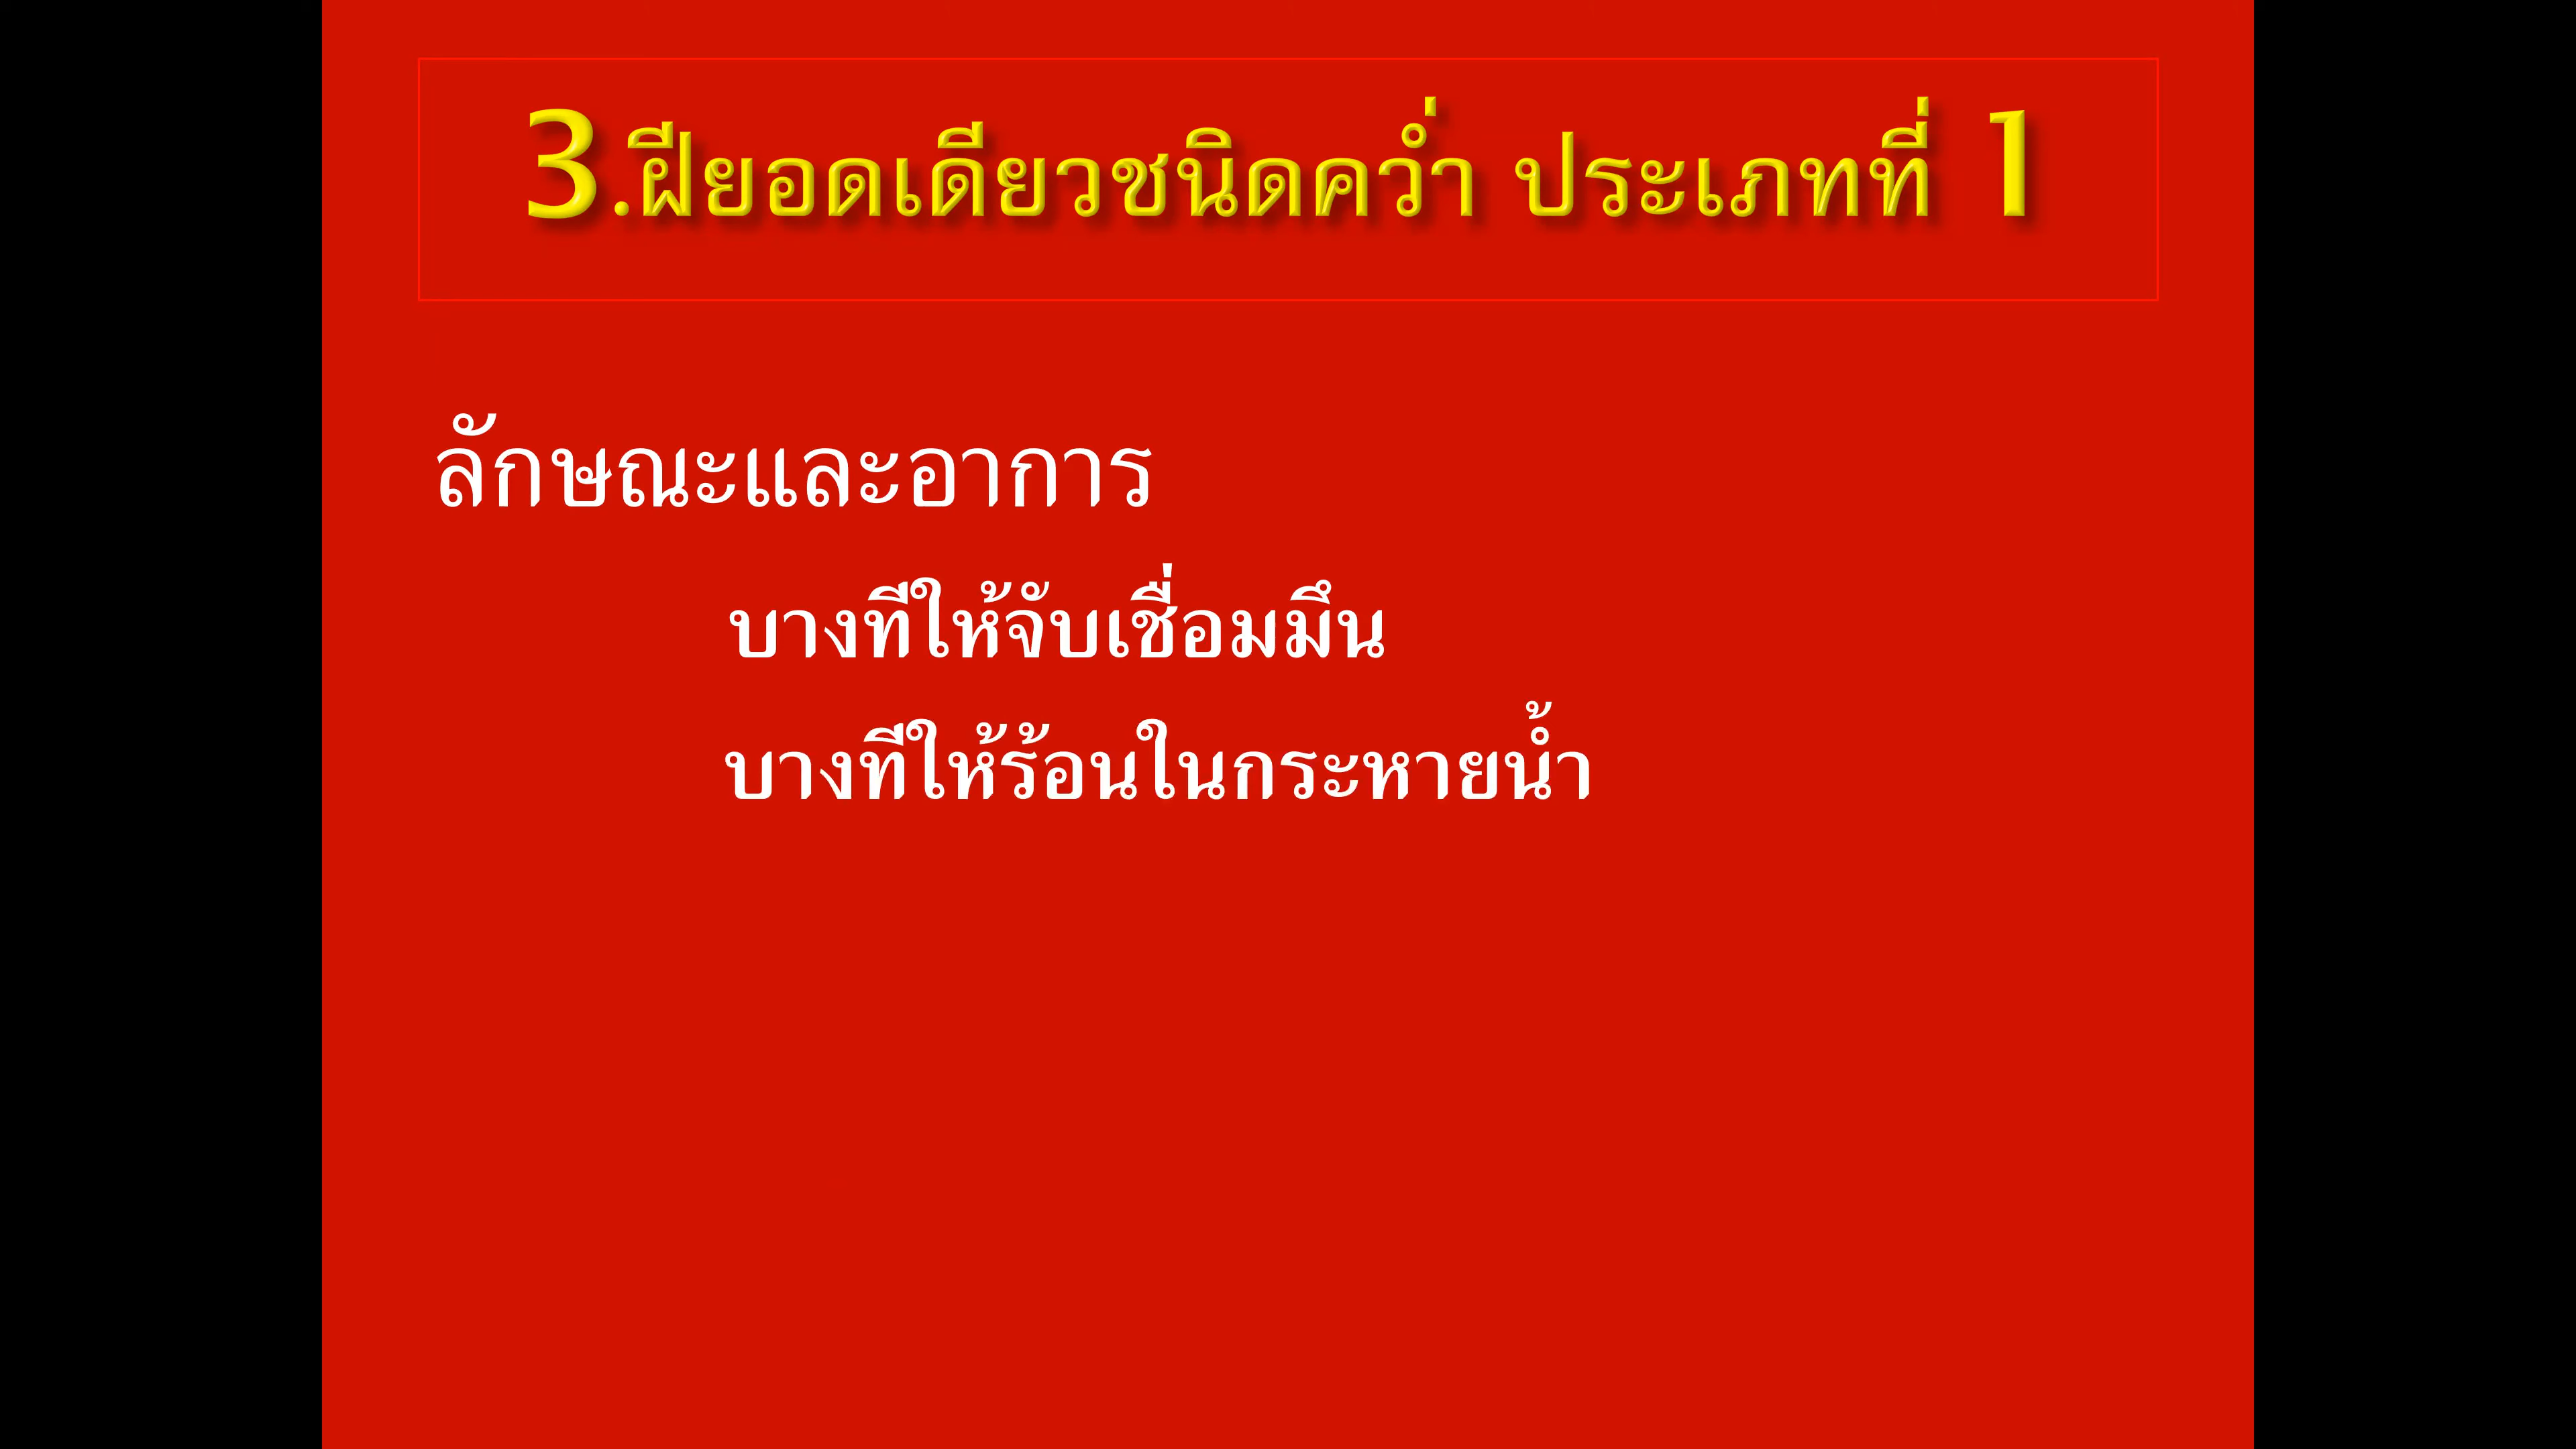 3.ฝียอดเดียวชนิดคว่ำ ประเภทที่ 1
ลักษณะและอาการ
บางทีให้จับเชื่อมมึน
บางทีให้ร้อนในกระหายน้ำ